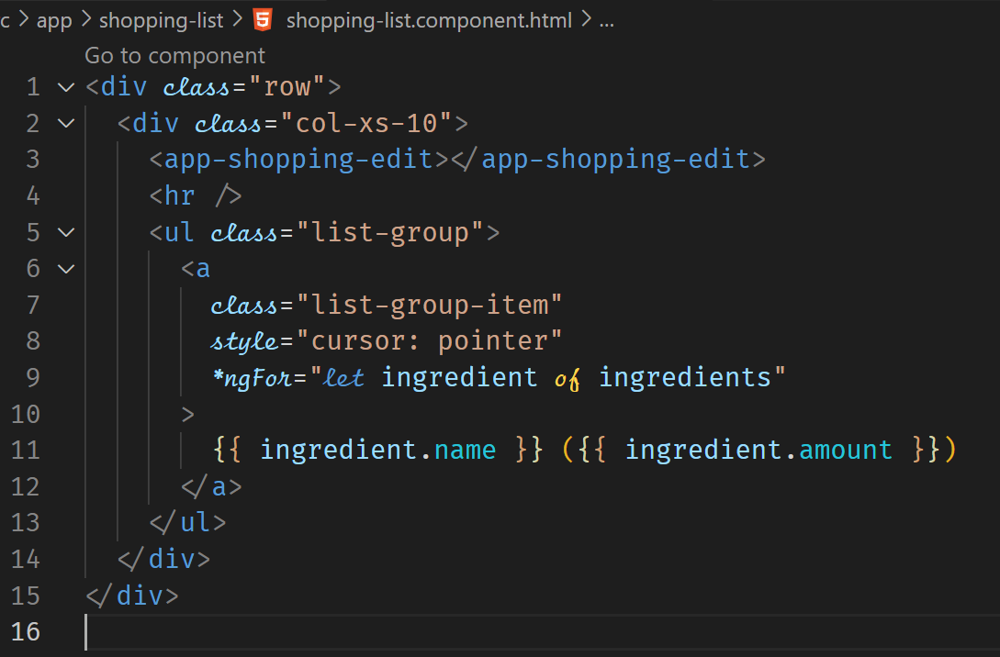 c > app > shopping-list > shopping-list.component.html > ...
Go to component
1 <div class="row">
2 <div class="col-xs-10">
3 <app-shopping-edit></app-shopping-edit>
4 <hr />
5 <ul class="list-group">
6 <a
7 class="list-group-item"
8 style="cursor: pointer"
9 *ngFor="let ingredient of ingredients"
10 >
11 {{ ingredient.name }} ({{ ingredient.amount }})
12 </a>
13 </ul>
14 </div>
15 </div>
16